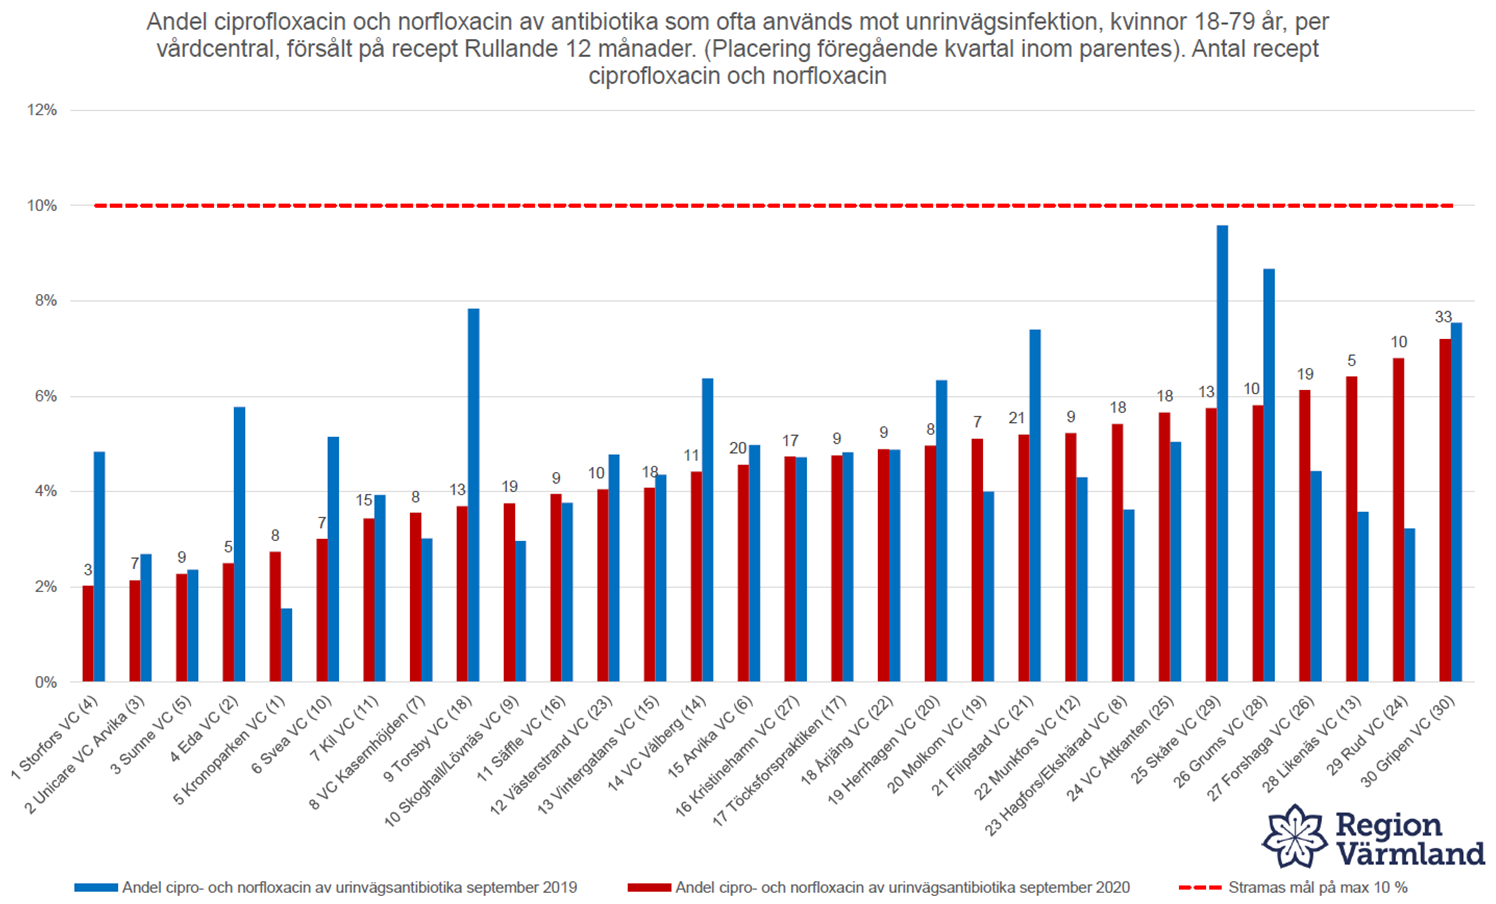 Andel ciprofloxacin och norfloxacin av antibiotika som ofta används mot unrinvägsinfektion, kvinnor 18-79 år, per
vårdcentral, försålt på recept Rullande 12 månader. (Placering föregående kvartal inom parentes). Antal recept
ciprofloxacin och norfloxacin
12%
10%
8%
6%
4%
2%
0%
3
7
9
5
8
7
15
8
13
19
9
10
18
11
20
17
9
9
8
7
21
9
18
18
13
10
19
5
10
33
1 Storfors VC (4)
2 Unicare VC Arvika (3)
3 Sunne VC (5)
4 Eda VC (2)
5 Kronoparken VC (1)
6 Svea VC (10)
7 Kil VC (11)
8 VC Kasernhöjden (7)
9 Torsby VC (18)
10 Skoghall/Lövnäs VC (9)
11 Säffle VC (16)
12 Västerstrand VC (23)
13 Vintergatans VC (15)
14 VC Vålberg (14)
15 Arvika VC (6)
16 Kristinehamn VC (27)
17 Töcksforspraktiken (17)
18 Årjäng VC (22)
19 Herrhagen VC (20)
20 Molkom VC (19)
21 Filipstad VC (21)
22 Munkfors VC (12)
23 Hagfors/Ekshärad VC (8)
24 VC Åttkanten (25)
25 Skåre VC (29)
26 Grums VC (28)
27 Forshaga VC (26)
28 Likenäs VC (13)
29 Rud VC (24)
30 Gripen VC (30)
Region
Värmland
Andel cipro- och norfloxacin av urinvägsantibiotika september 2019
Andel cipro- och norfloxacin av urinvägsantibiotika september 2020
Stramas mål på max 10 %